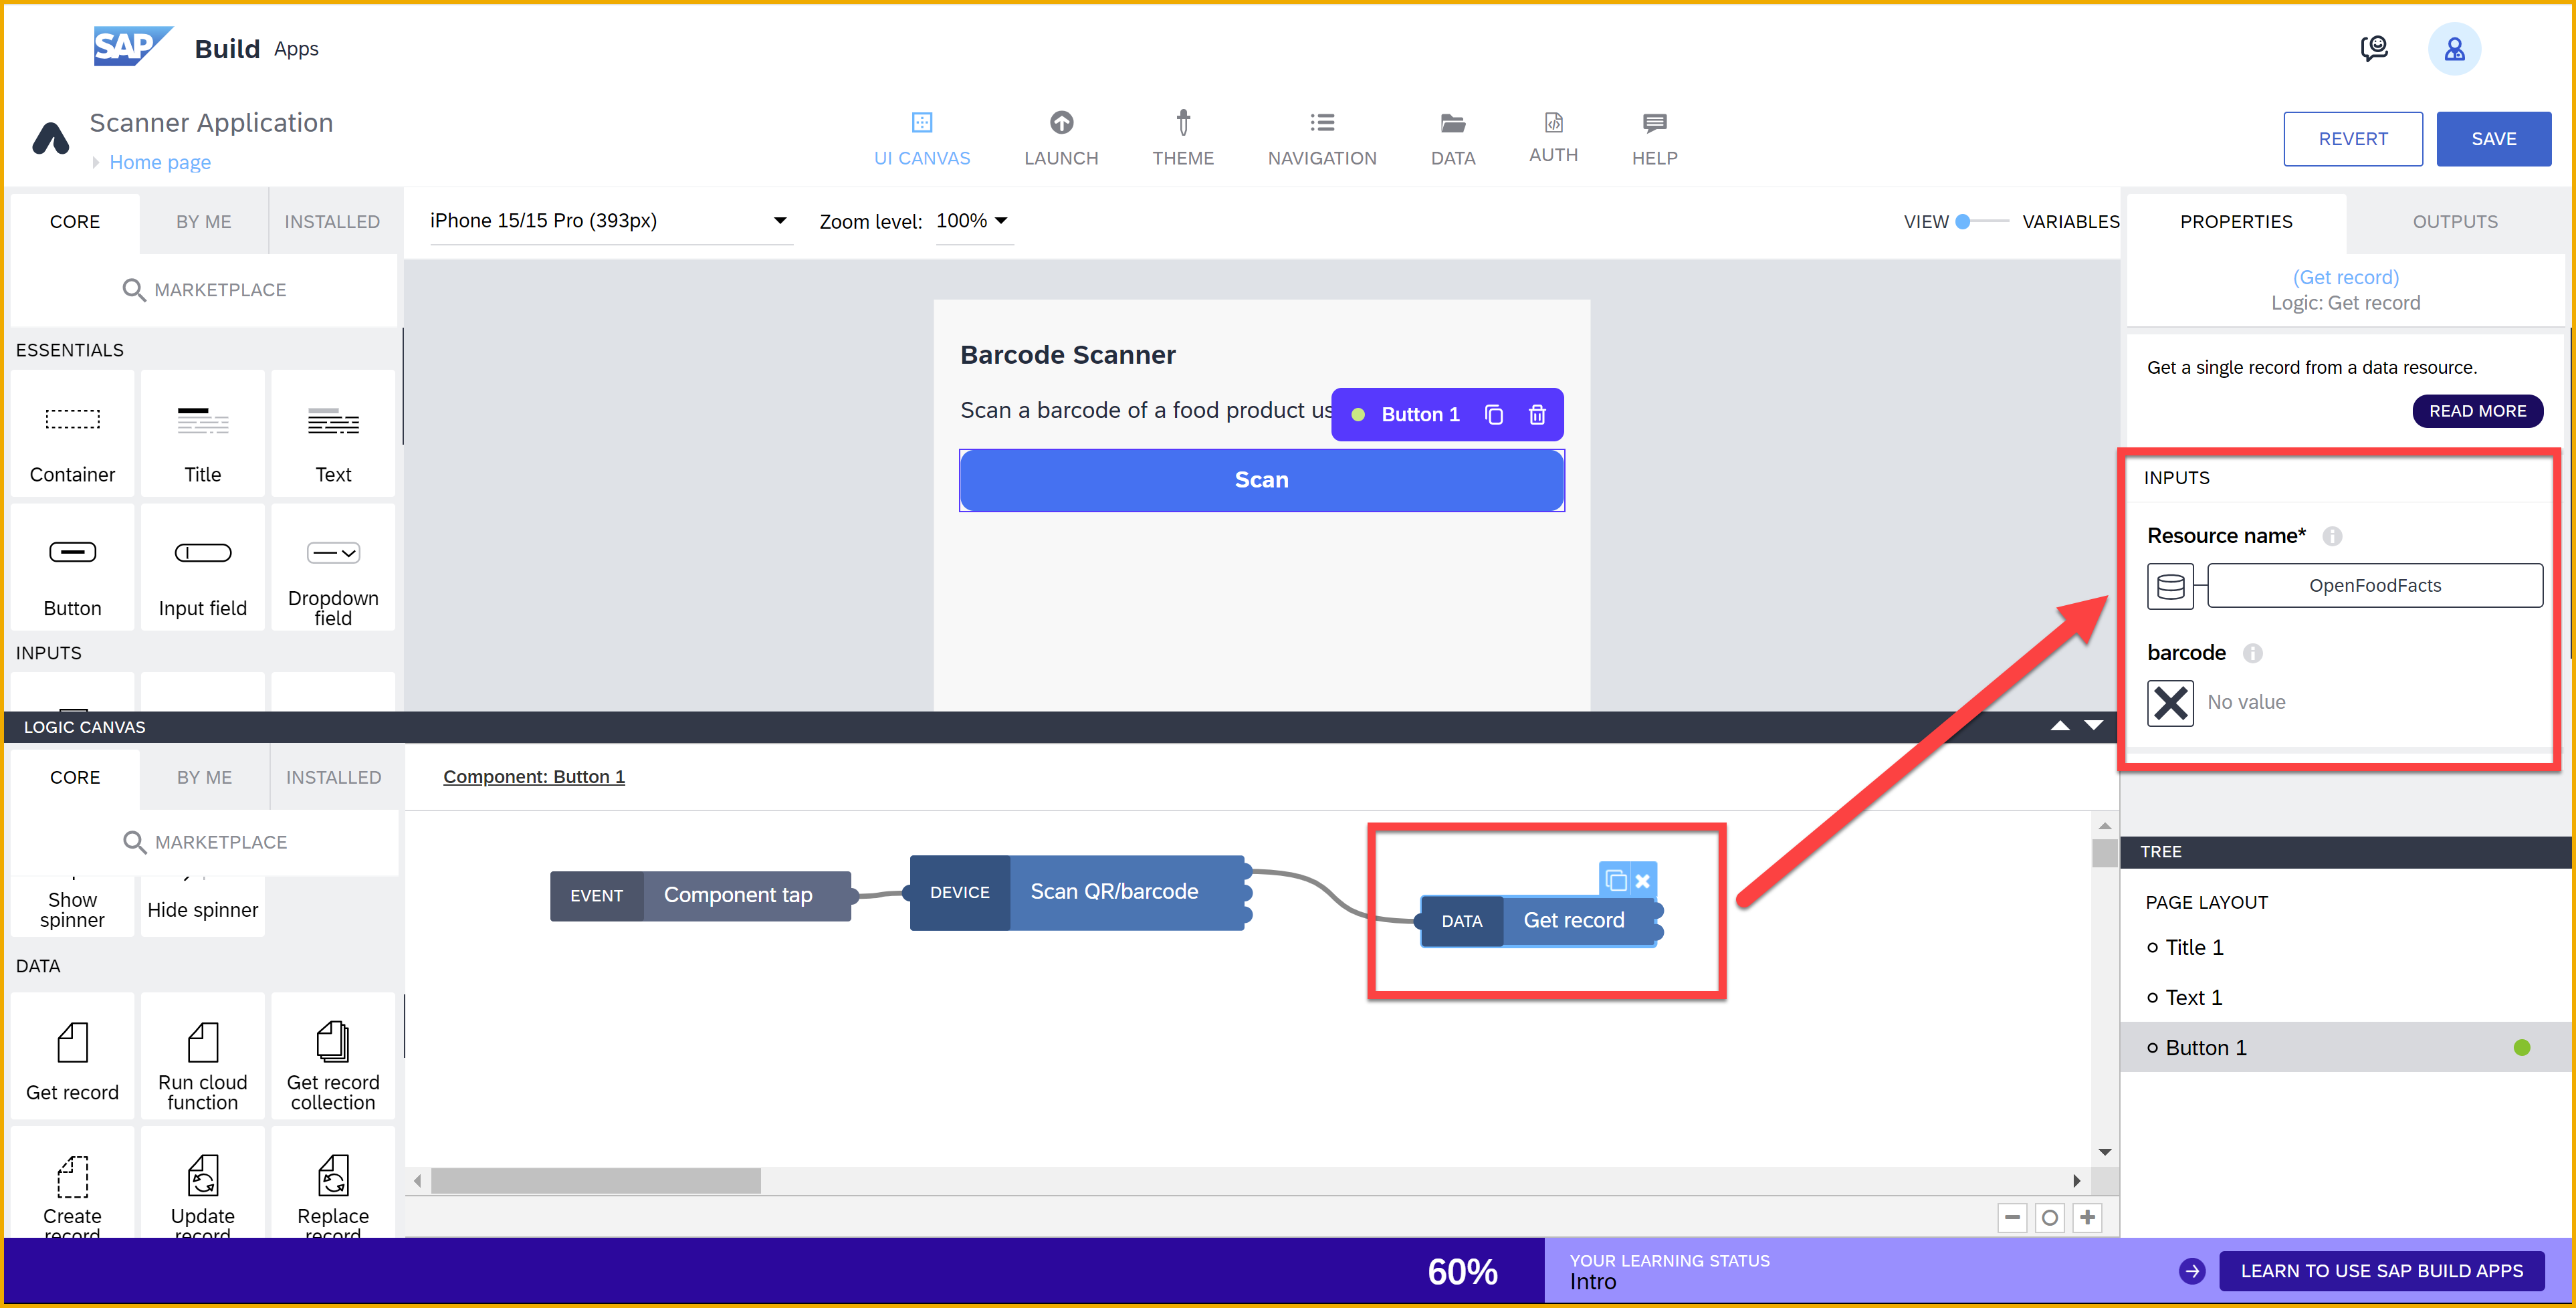 SAP Build Apps
Scanner Application
Home page
UI CANVAS
LAUNCH
THEME
NAVIGATION
DATA
AUTH
HELP
REVERT
SAVE
CORE
BY ME
INSTALLED
MARKETPLACE
ESSENTIALS
Container
Title
Text
Button
Input field
Dropdown
field
INPUTS
iPhone 15/15 Pro (393px)
Zoom level: 100%
VIEW
VARIABLES
Barcode Scanner
Scan a barcode of a food product us
Button 1
Scan
PROPERTIES
OUTPUTS
(Get record)
Logic: Get record
Get a single record from a data resource.
READ MORE
INPUTS
Resource name*
OpenFoodFacts
barcode
No value
LOGIC CANVAS
CORE
BY ME
INSTALLED
MARKETPLACE
Show
spinner
Hide spinner
DATA
Get record
Run cloud
function
Get record
collection
Create
record
Update
record
Replace
record
Component: Button 1
EVENT Component tap
DEVICE Scan QR/barcode
DATA Get record
TREE
PAGE LAYOUT
Title 1
Text 1
Button 1
60%
YOUR LEARNING STATUS
Intro
LEARN TO USE SAP BUILD APPS